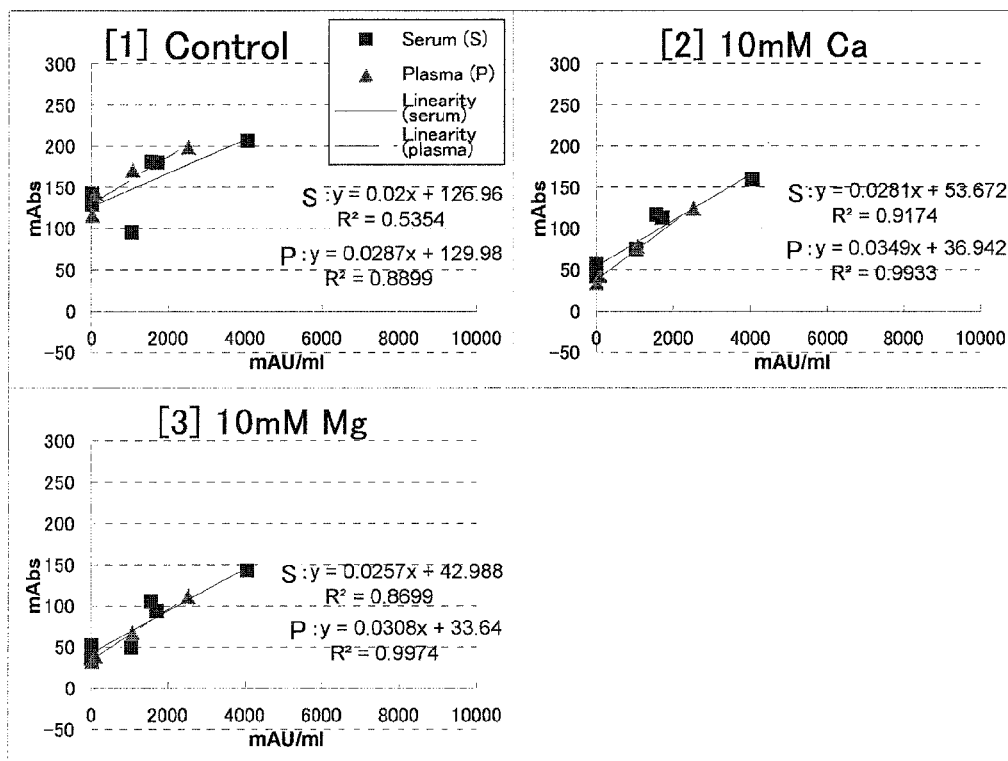 [1] Control
Serum (S)
Plasma (P)
Linearity
(serum)
Linearity
(plasma)
300
250
200
150
100
50
0
−50
mAbs
S :y = 0.02x + 126.96
R² = 0.5354
P :y = 0.0287x + 129.98
R² = 0.8899
0 2000 4000 6000 8000 10000
mAU/ml
[2] 10mM Ca
300
250
200
150
100
50
0
−50
mAbs
S :y = 0.0281x + 53.672
R² = 0.9174
P :y = 0.0349x + 36.942
R² = 0.9933
0 2000 4000 6000 8000 10000
mAU/ml
[3] 10mM Mg
300
250
200
150
100
50
0
−50
mAbs
S :y = 0.0257x + 42.988
R² = 0.8699
P :y = 0.0308x + 33.64
R² = 0.9974
0 2000 4000 6000 8000 10000
mAU/ml